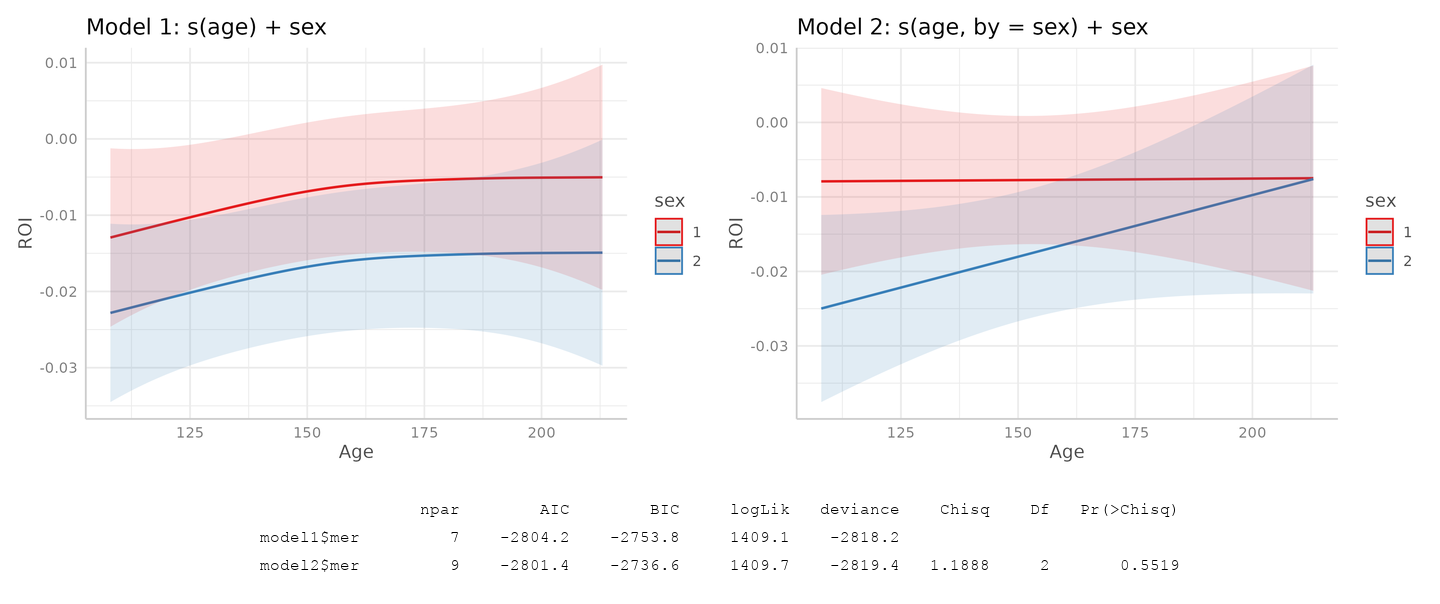 Model 1: s(age) + sex
0.01
0.00
-0.01
-0.02
-0.03
ROI
125 150 175 200
Age
sex
1
2
Model 2: s(age, by = sex) + sex
0.01
0.00
-0.01
-0.02
-0.03
ROI
125 150 175 200
Age
sex
1
2
npar AIC BIC logLik deviance Chisq Df Pr(>Chisq)
model1$mer 7 -2804.2 -2753.8 1409.1 -2818.2
model2$mer 9 -2801.4 -2736.6 1409.7 -2819.4 1.1888 2 0.5519